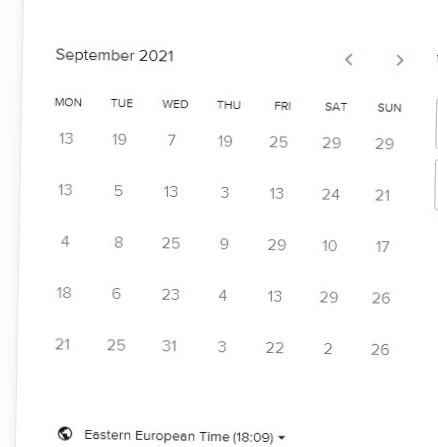 September 2021
MON TUE WED THU FRI SAT SUN
13 19 7 19 25 29 29
13 5 13 3 13 24 21
4 8 25 9 29 10 17
18 6 23 4 13 29 26
21 25 31 3 22 2 26
Eastern European Time (18:09)